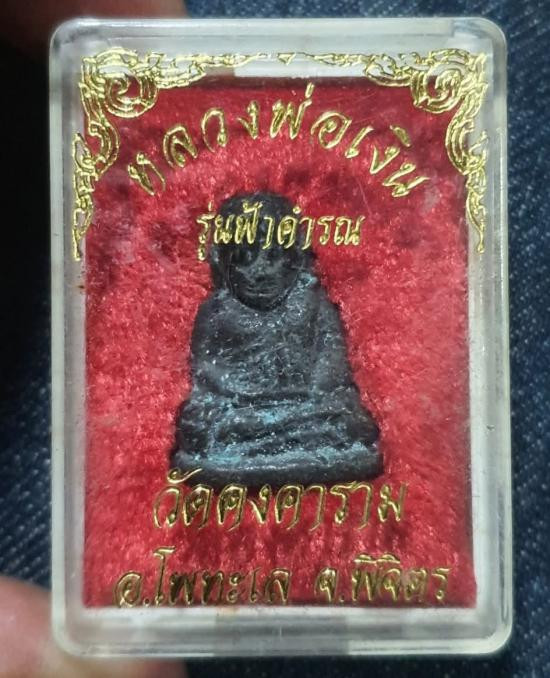 หลวงพ่อเงิน
รุ่นฟ้าคำรณ
วัดคงคาราม
อ.โพทะเล จ.พิจิตร